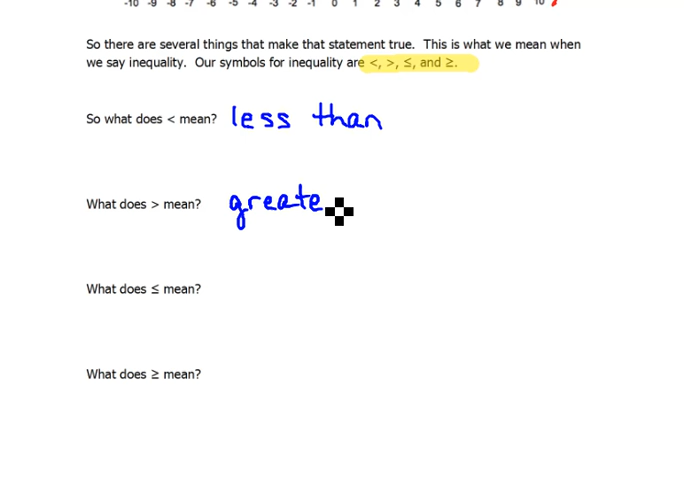 -10 -9 -8 -7 -6 -5 -4 -3 -2 -1 0 1 2 3 4 5 6 7 8 9 10
So there are several things that make that statement true. This is what we mean when
we say inequality. Our symbols for inequality are <, >, ≤, and ≥.
So what does < mean? less than
What does > mean? greate
What does ≤ mean?
What does ≥ mean?